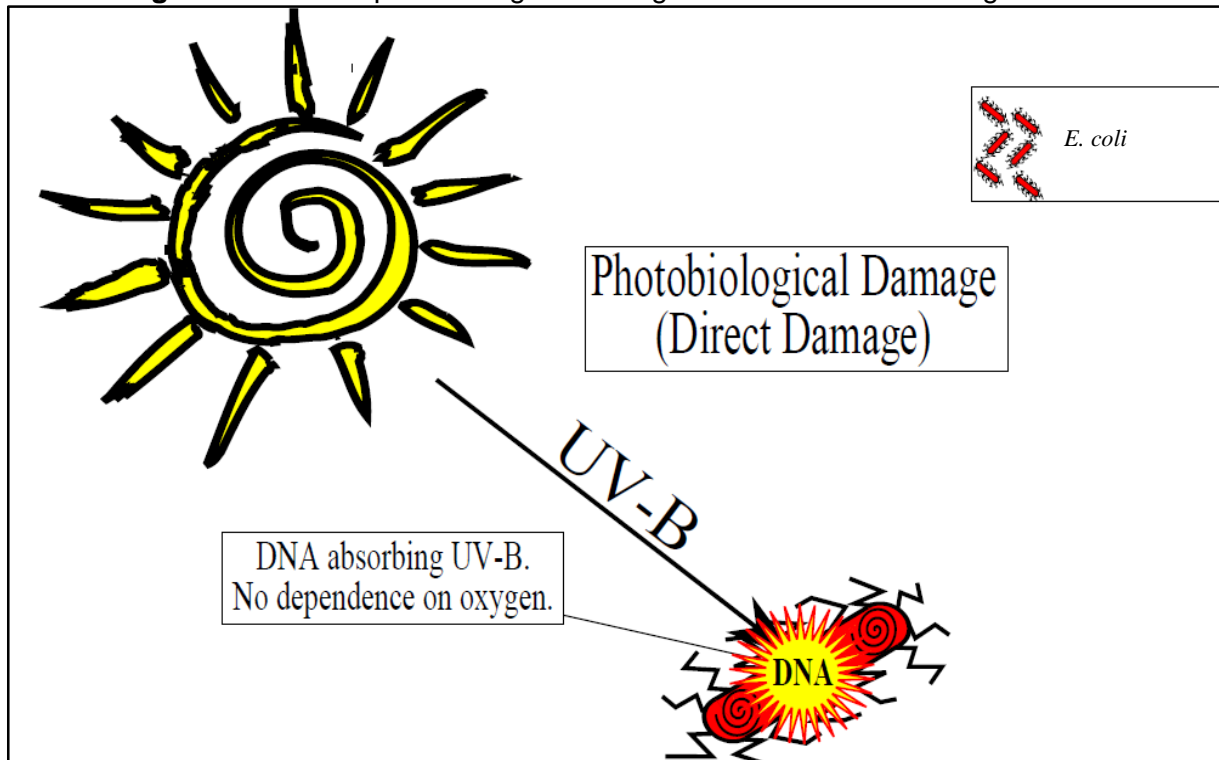 E. coli
Photobiological Damage
(Direct Damage)
UV-B
DNA absorbing UV-B.
No dependence on oxygen.
DNA